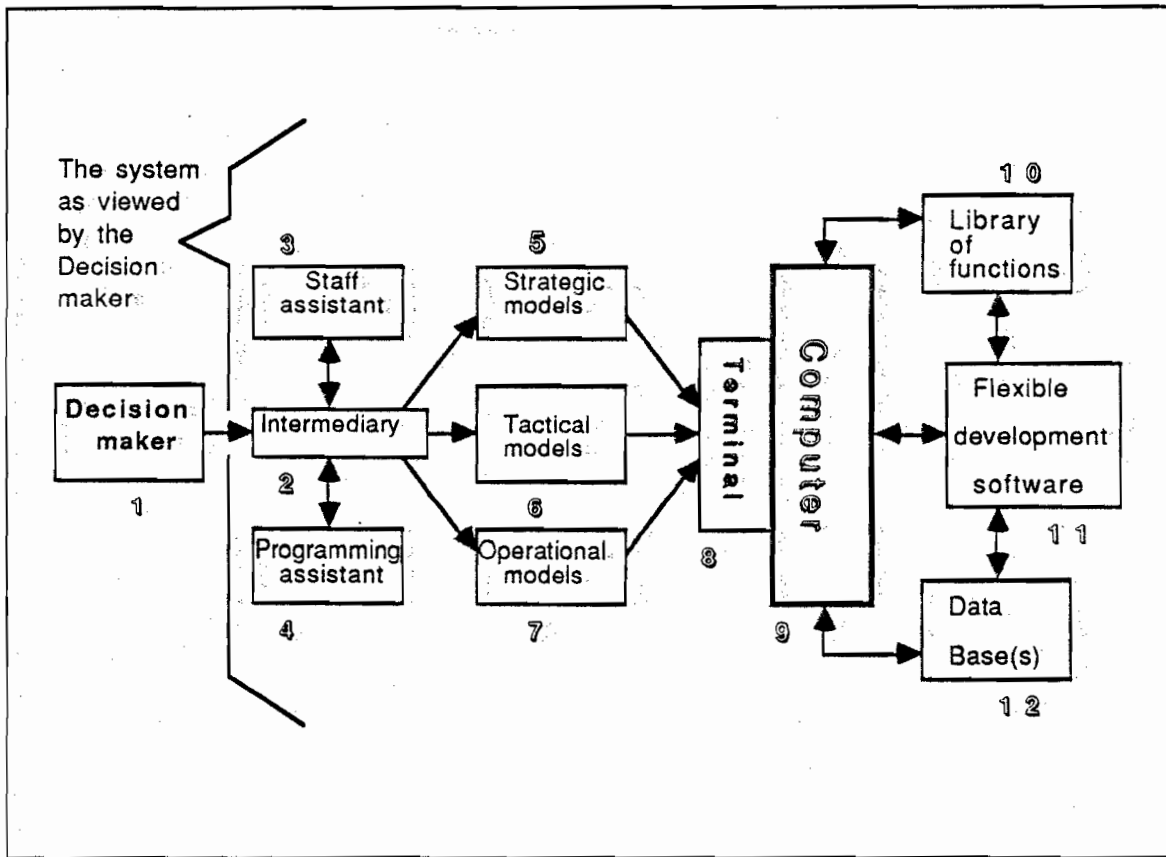 The system
as viewed
by the
Decision
maker
Decision
maker
1
3
Staff
assistant
Intermediary
2
Programming
assistant
4
5
Strategic
models
Tactical
models
6
Operational
models
7
Terminal
8
Computer
9
10
Library
of
functions
Flexible
development
software
11
Data
Base(s)
12